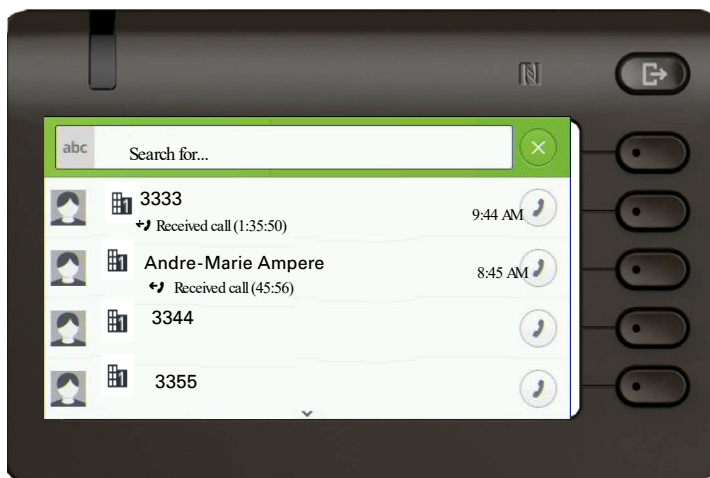 abc Search for...
3333
Received call (1:35:50) 9:44 AM
Andre-Marie Ampere
Received call (45:56) 8:45 AM
3344
3355